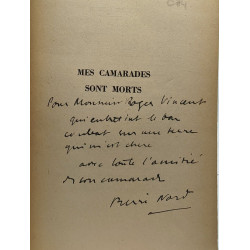 MES CAMARADES
SONT MORTS
Pour Monsieur Roger Vincent
qui entretint le bon
combat sur une terre
qui m'est chère
avec toute l'amitié
de son camarade
Pierre Nord